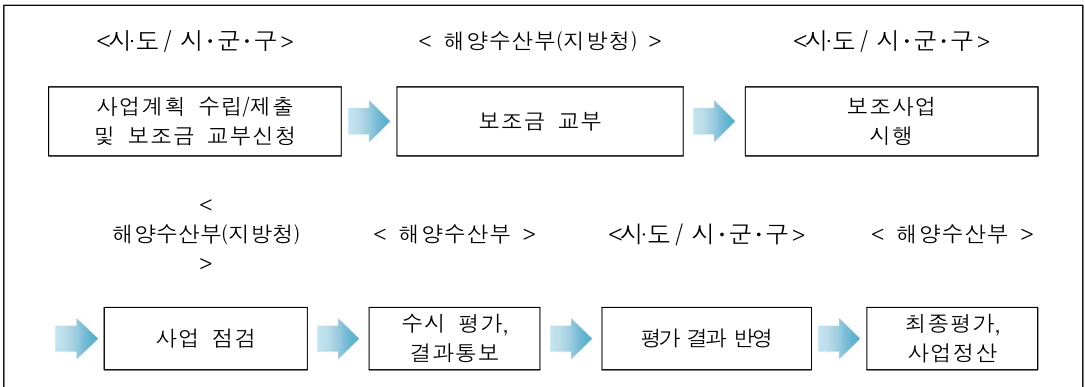 <시·도 / 시·군·구>
< 해양수산부(지방청) >
<시·도 / 시·군·구>
사업계획 수립/제출
및 보조금 교부신청
보조금 교부
보조사업
시행
<
해양수산부(지방청)
>
< 해양수산부 >
<시·도 / 시·군·구>
< 해양수산부 >
사업 점검
수시 평가,
결과통보
평가 결과 반영
최종평가,
사업정산